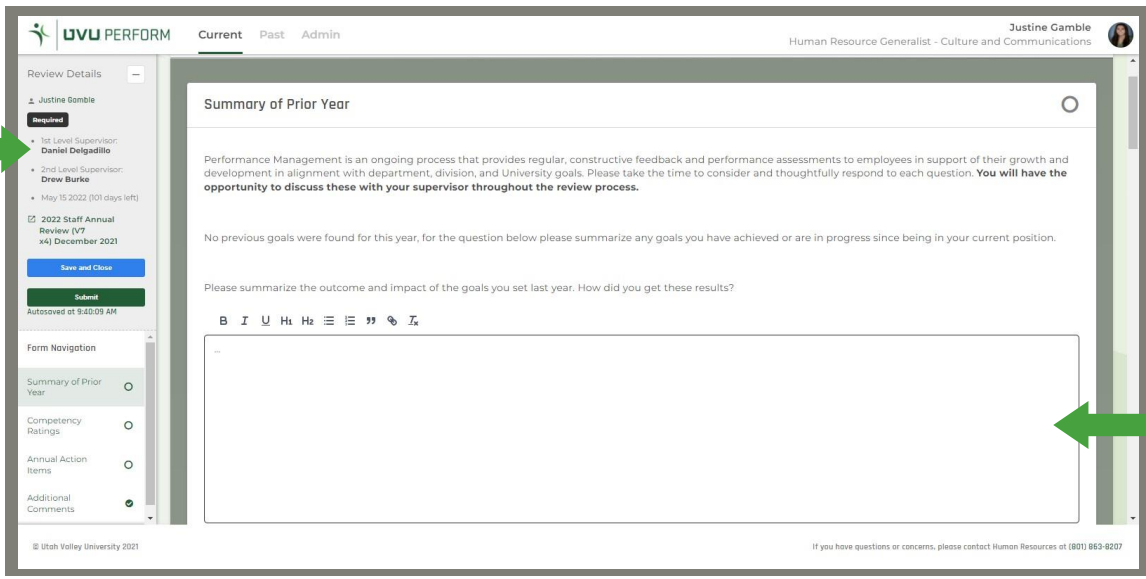 UVU PERFORM
Current Past Admin
Justine Gamble
Human Resource Generalist - Culture and Communications
Review Details
Justine Gamble
Required
1st Level Supervisor:
Daniel Delgadillo
2nd Level Supervisor:
Drew Burke
May 15 2022 (101 days left)
2022 Staff Annual
Review (V7
x4) December 2021
Save and Close
Submit
Autosaved at 9:40:09 AM
Form Navigation
Summary of Prior
Year
Competency
Ratings
Annual Action
Items
Additional
Comments
Summary of Prior Year
Performance Management is an ongoing process that provides regular, constructive feedback and performance assessments to employees in support of their growth and
development in alignment with department, division, and University goals. Please take the time to consider and thoughtfully respond to each question. You will have the
opportunity to discuss these with your supervisor throughout the review process.
No previous goals were found for this year, for the question below please summarize any goals you have achieved or are in progress since being in your current position.
Please summarize the outcome and impact of the goals you set last year. How did you get these results?
B I U H1 H2
...
© Utah Valley University 2021
If you have questions or concerns, please contact Human Resources at (801) 863-8207